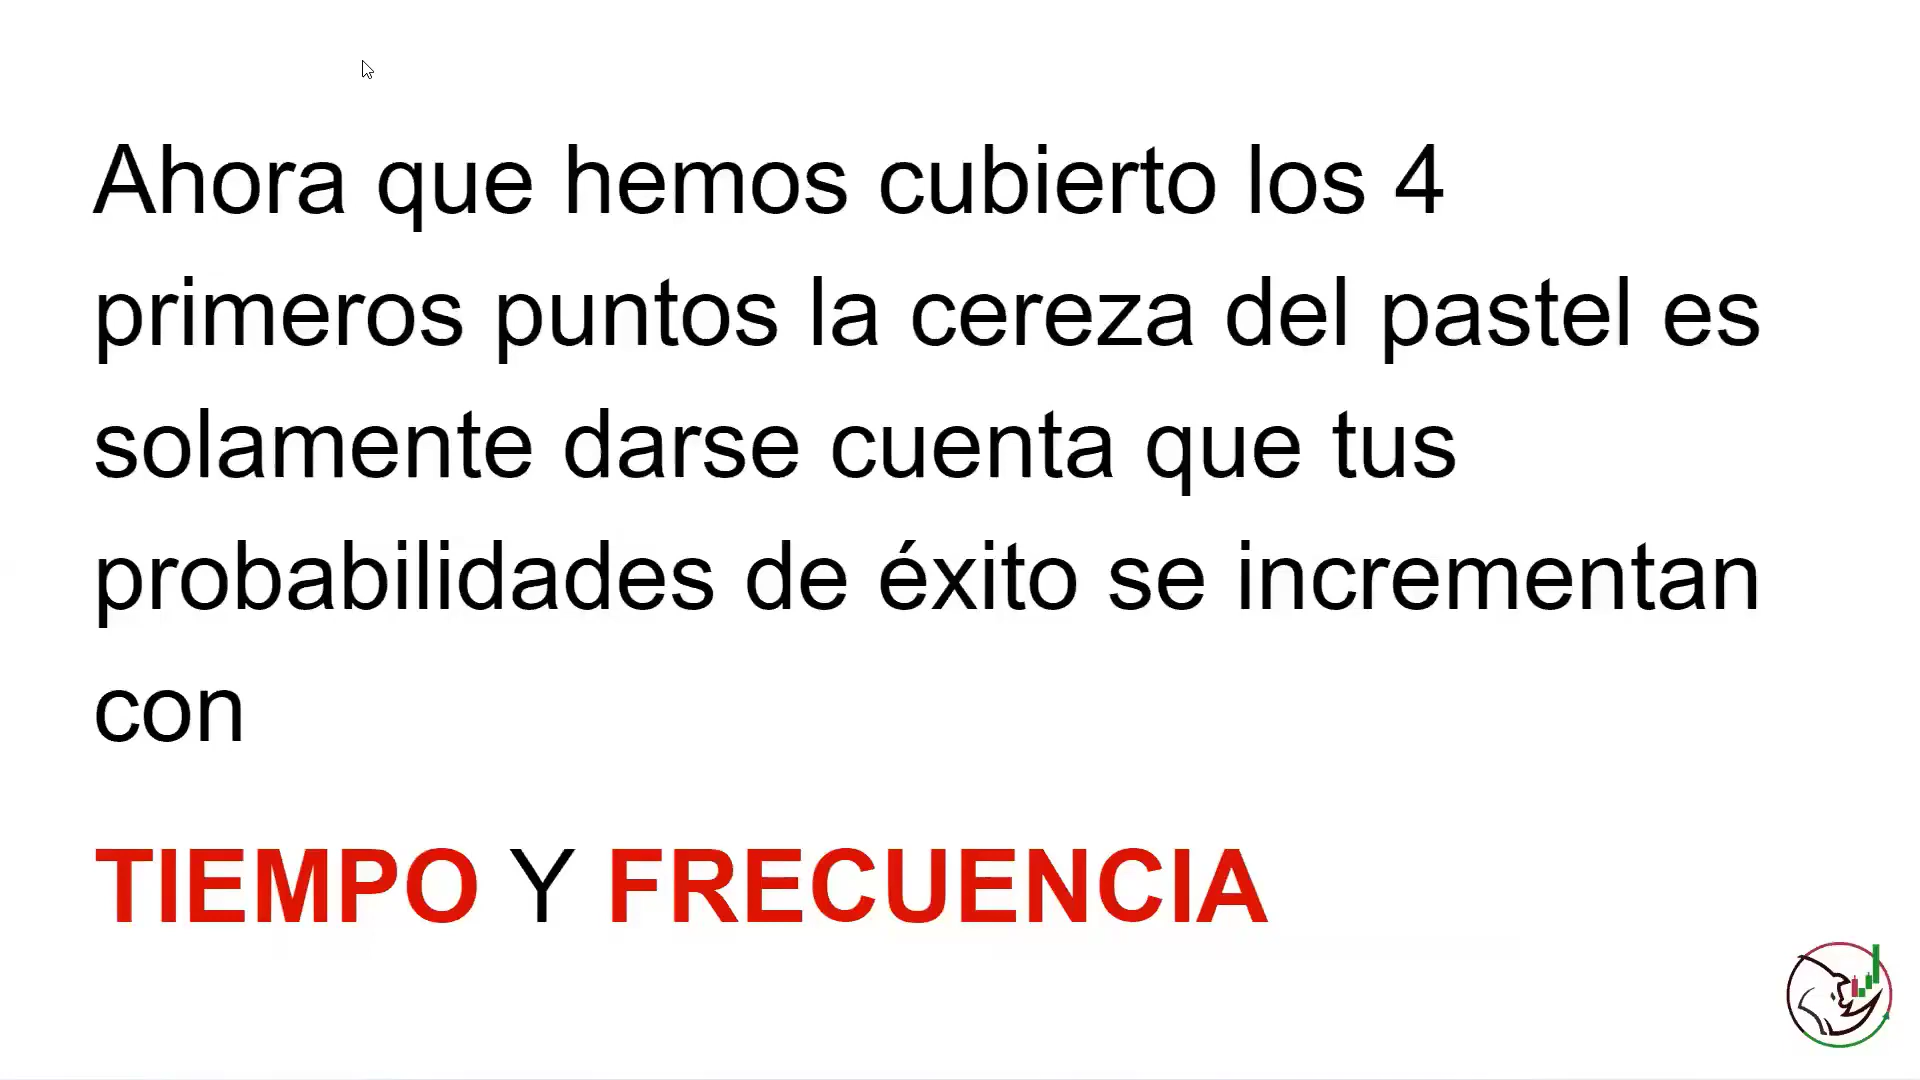 Ahora que hemos cubierto los 4
primeros puntos la cereza del pastel es
solamente darse cuenta que tus
probabilidades de éxito se incrementan
con
TIEMPO Y FRECUENCIA